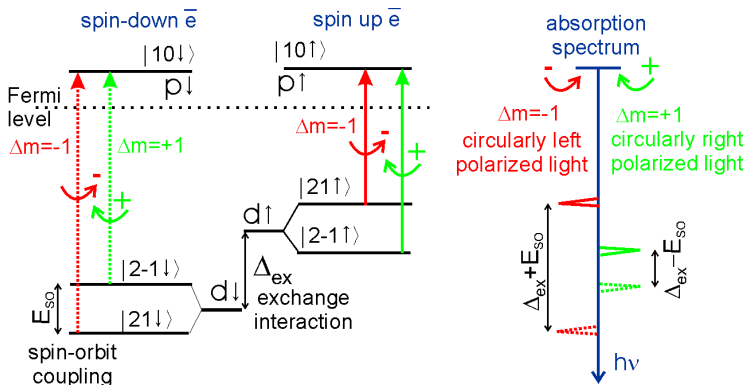 spin-down e̅
spin up e̅
|10↓⟩
|10↑⟩
p↓
p↑
Fermi
level
Δm=-1
Δm=+1
Δm=-1
-
+
-
+
|21↑⟩
d↑
|2-1↑⟩
|2-1↓⟩
d↓
Δex
exchange
interaction
ESO
|21↓⟩
spin-orbit
coupling
absorption
spectrum
-
+
Δm=-1
circularly left
polarized light
Δm=+1
circularly right
polarized light
Δex+ESO
Δex-ESO
hν